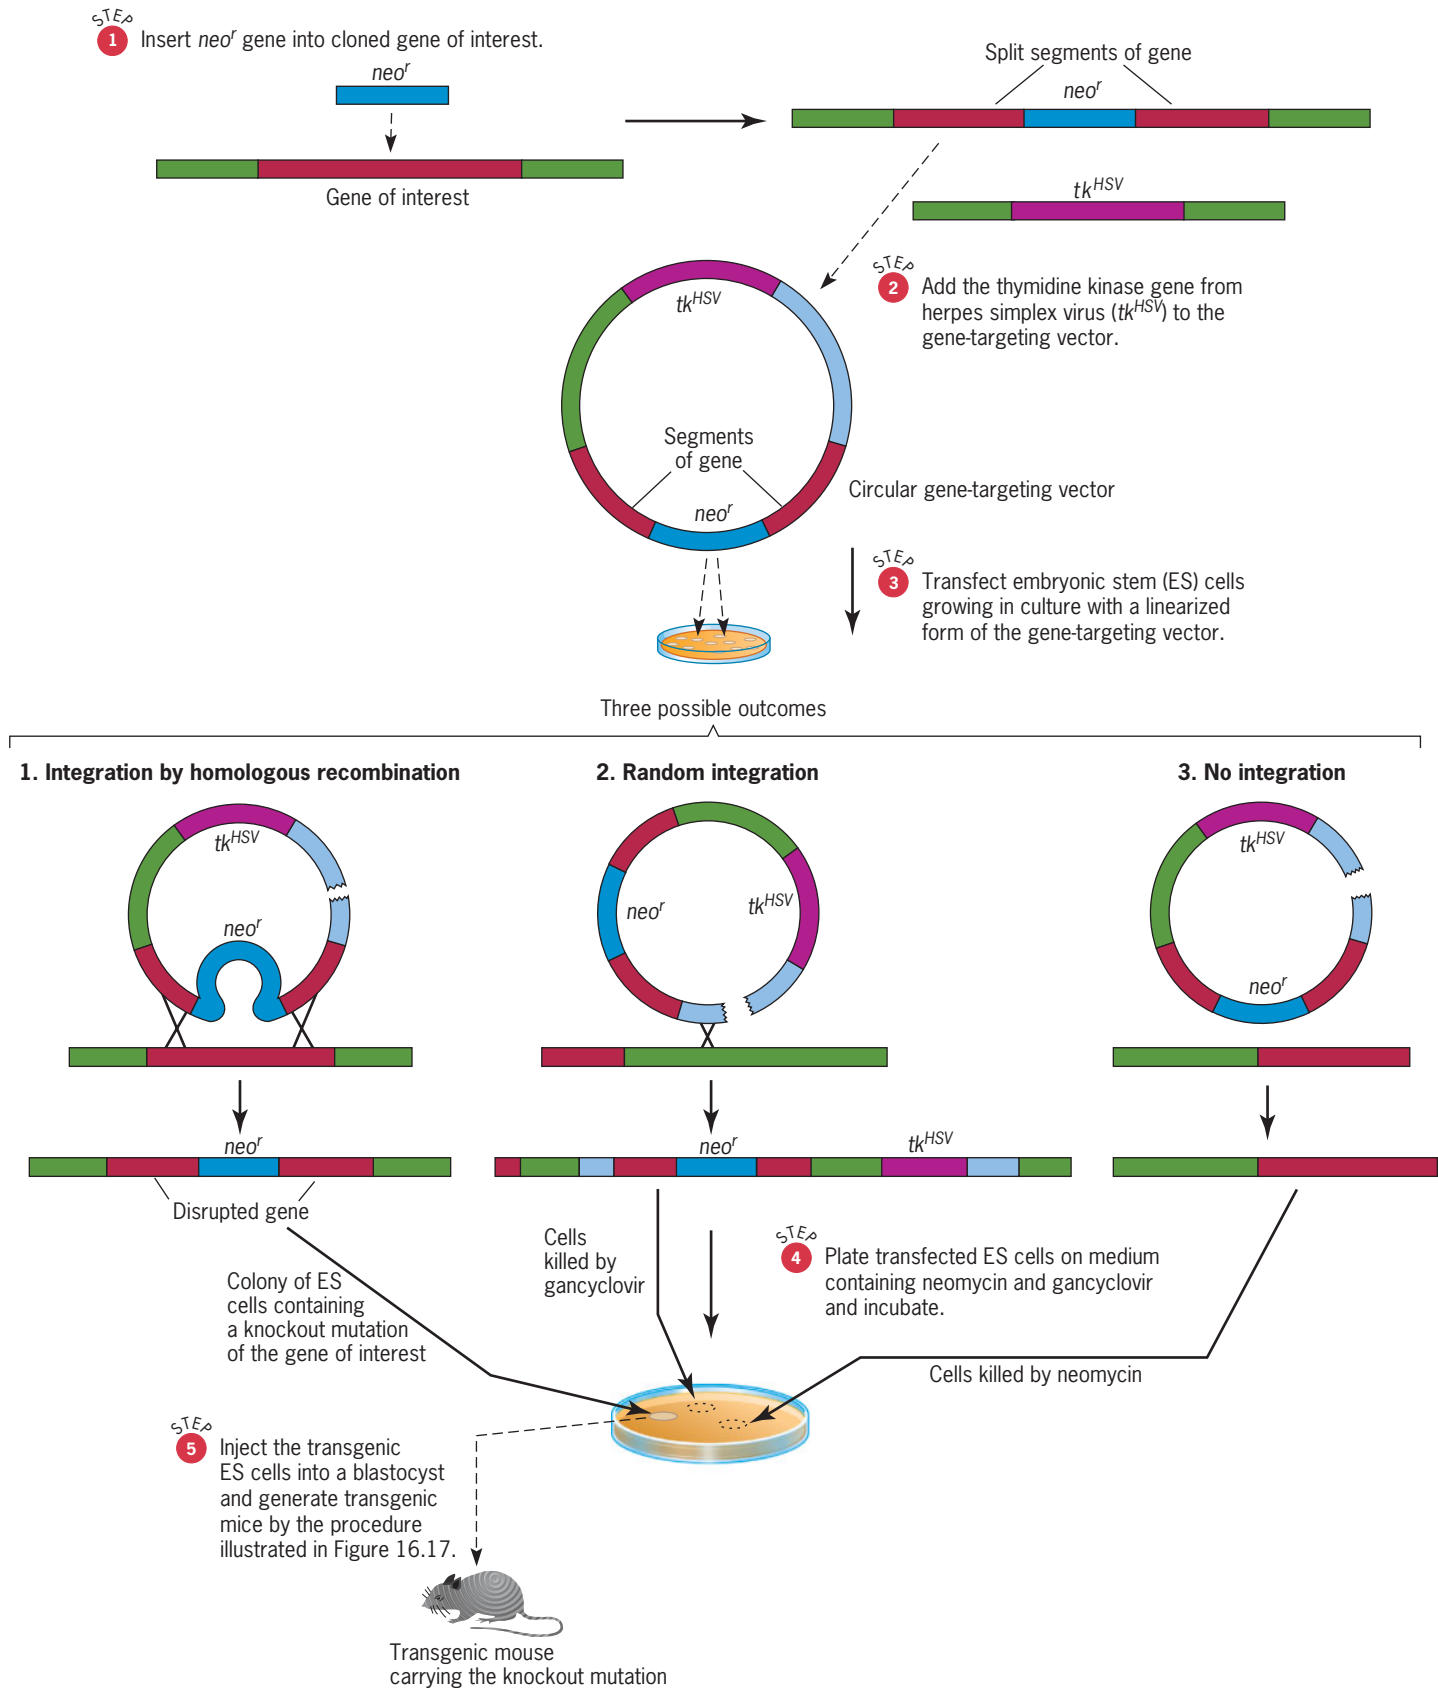 STEP
1 Insert neoʳ gene into cloned gene of interest.
neoʳ
Gene of interest
Split segments of gene
neoʳ
tkᴴˢⱽ
STEP
2 Add the thymidine kinase gene from
herpes simplex virus (tkᴴˢⱽ) to the
gene-targeting vector.
tkᴴˢⱽ
Segments
of gene
neoʳ
Circular gene-targeting vector
STEP
3 Transfect embryonic stem (ES) cells
growing in culture with a linearized
form of the gene-targeting vector.
Three possible outcomes
1. Integration by homologous recombination
tkᴴˢⱽ
neoʳ
neoʳ
Disrupted gene
Colony of ES
cells containing
a knockout mutation
of the gene of interest
2. Random integration
neoʳ
tkᴴˢⱽ
neoʳ
tkᴴˢⱽ
Cells
killed by
gancyclovir
3. No integration
tkᴴˢⱽ
neoʳ
STEP
4 Plate transfected ES cells on medium
containing neomycin and gancyclovir
and incubate.
Cells killed by neomycin
STEP
5 Inject the transgenic
ES cells into a blastocyst
and generate transgenic
mice by the procedure
illustrated in Figure 16.17.
Transgenic mouse
carrying the knockout mutation